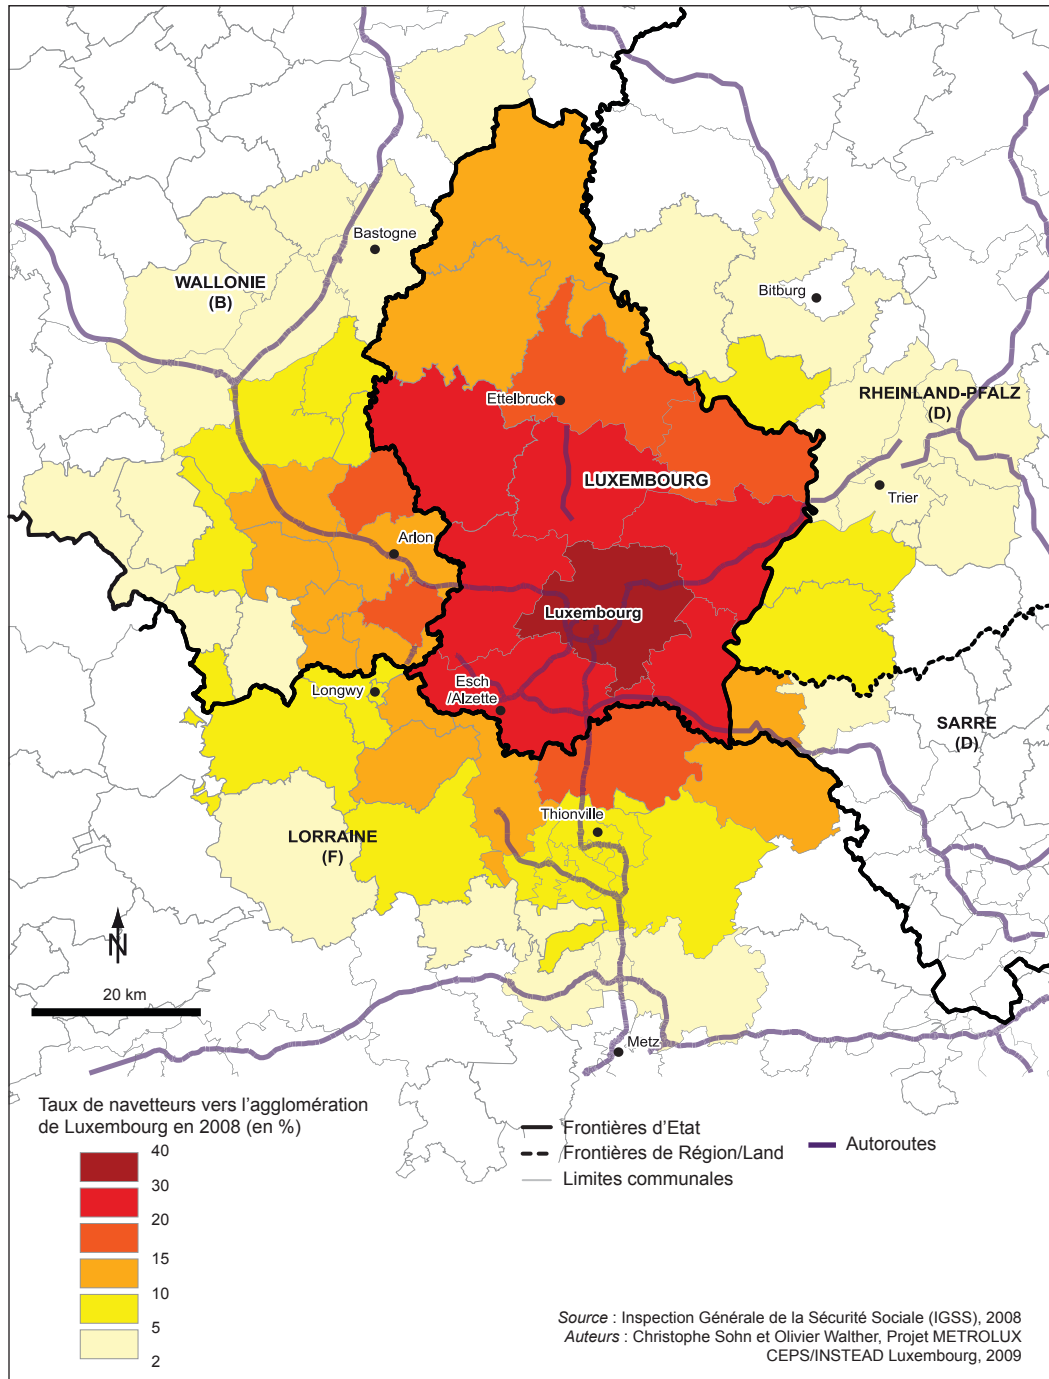 Bastogne
WALLONIE
(B)
Bitburg
Ettelbruck
RHEINLAND-PFALZ
(D)
LUXEMBOURG
Trier
Arlon
Luxembourg
Esch
/Alzette
Longwy
SARRE
(D)
Thionville
LORRAINE
(F)
N
20 km
Metz
Taux de navetteurs vers l'agglomération
de Luxembourg en 2008 (en %)
40
30
20
15
10
5
2
Frontières d'Etat
Frontières de Région/Land
Limites communales
Autoroutes
Source : Inspection Générale de la Sécurité Sociale (IGSS), 2008
Auteurs : Christophe Sohn et Olivier Walther, Projet METROLUX
CEPS/INSTEAD Luxembourg, 2009